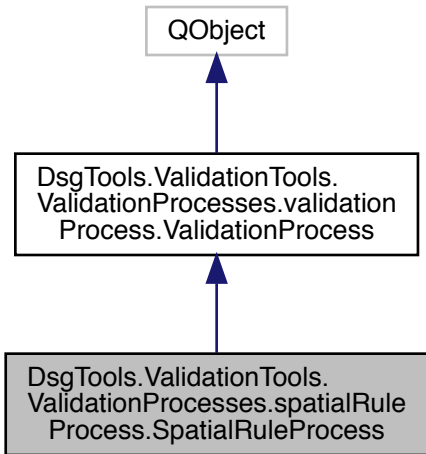 QObject
DsgTools.ValidationTools.
ValidationProcesses.validation
Process.ValidationProcess
DsgTools.ValidationTools.
ValidationProcesses.spatialRule
Process.SpatialRuleProcess